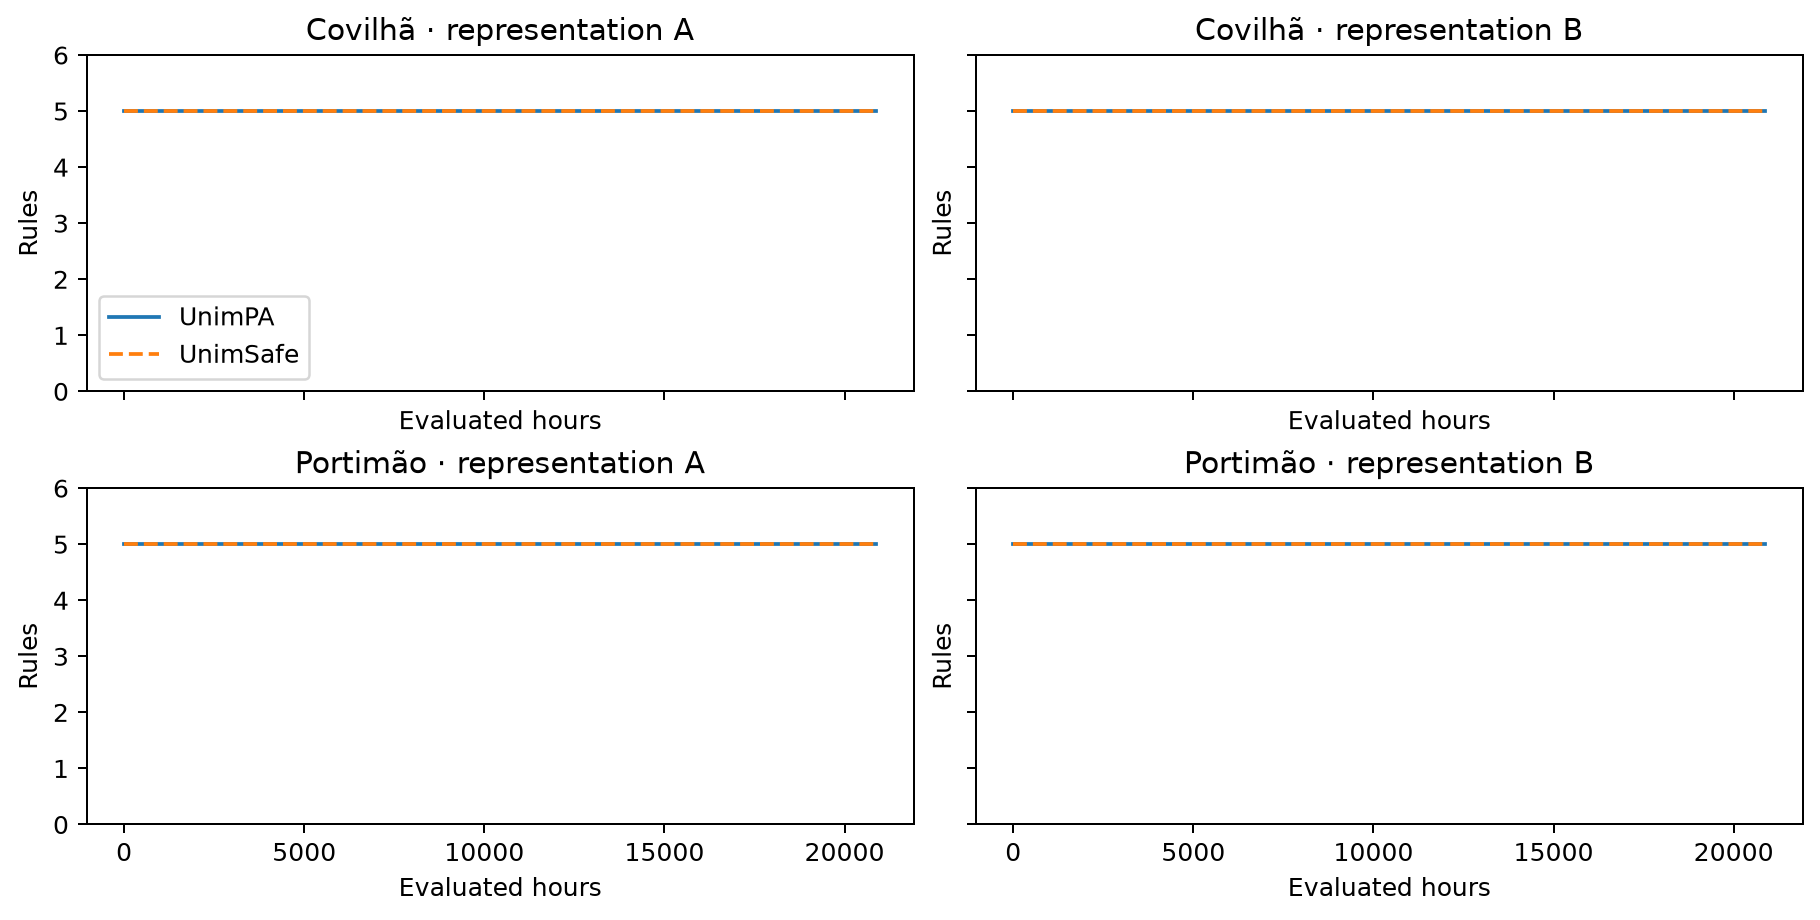 Covilhã · representation A
6
5
4
3
2
1
0
Rules
UnimPA
UnimSafe
Evaluated hours
Covilhã · representation B
Rules
Evaluated hours
Portimão · representation A
6
5
4
3
2
1
0
Rules
0 5000 10000 15000 20000
Evaluated hours
Portimão · representation B
Rules
0 5000 10000 15000 20000
Evaluated hours